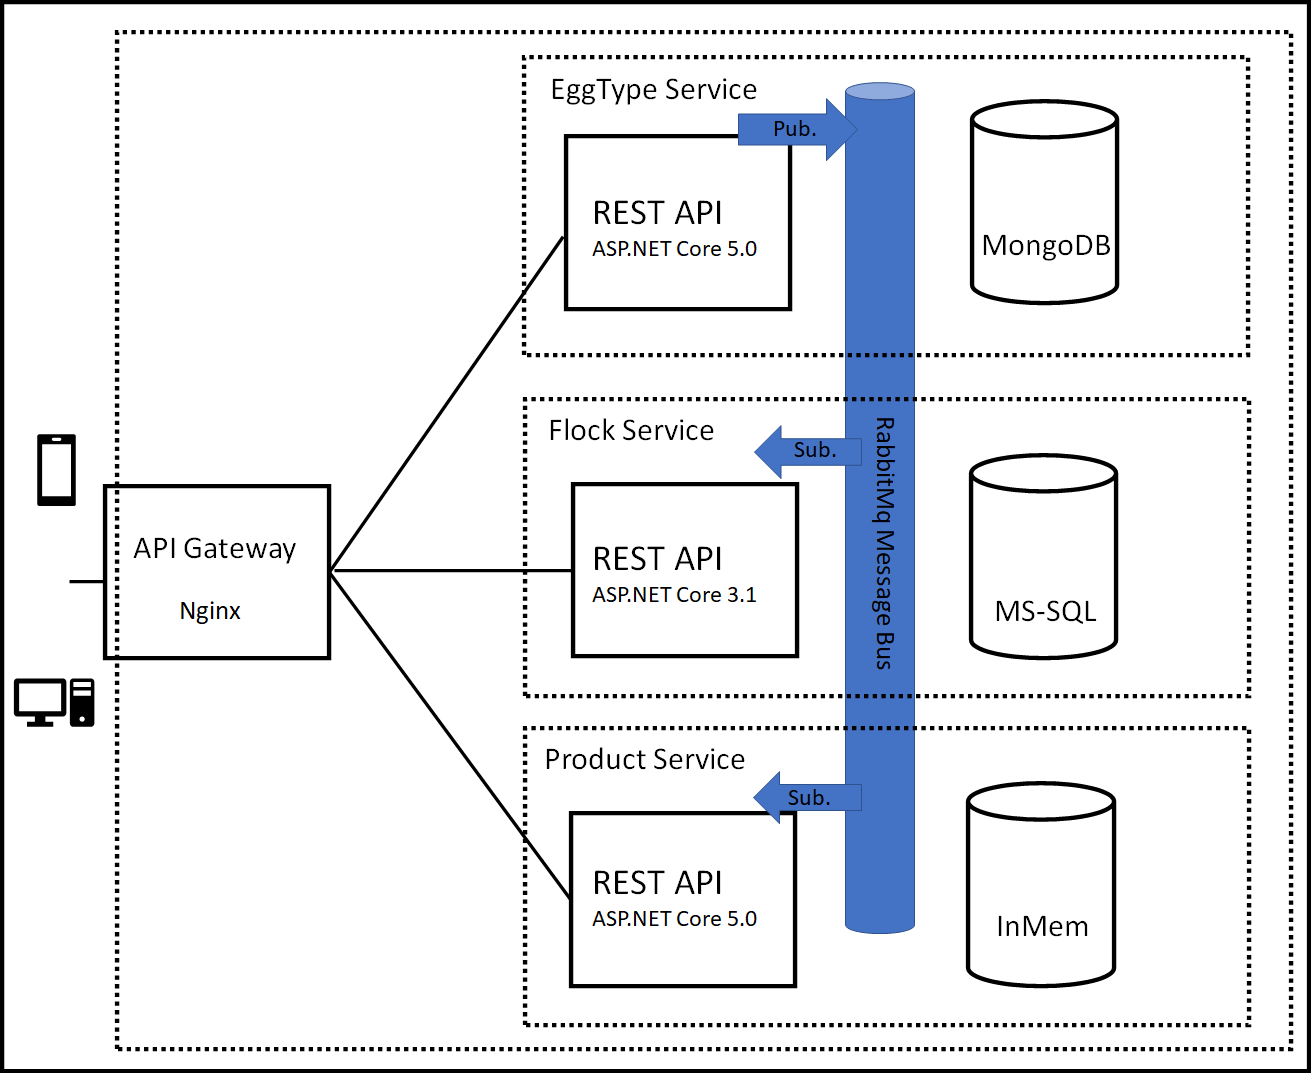 EggType Service
Pub.
REST API
ASP.NET Core 5.0
MongoDB
Flock Service
Sub.
REST API
ASP.NET Core 3.1
RabbitMq Message Bus
MS-SQL
API Gateway
Nginx
Product Service
Sub.
REST API
ASP.NET Core 5.0
InMem